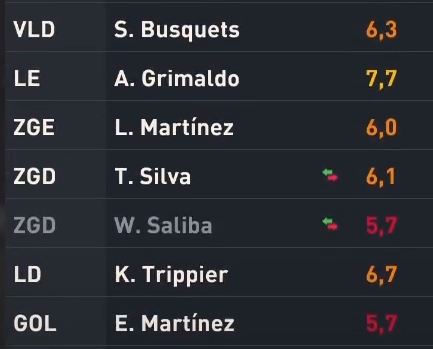 VLD S. Busquets 6,3
LE A. Grimaldo 7,7
ZGE L. Martínez 6,0
ZGD T. Silva 6,1
ZGD W. Saliba 5,7
LD K. Trippier 6,7
GOL E. Martínez 5,7